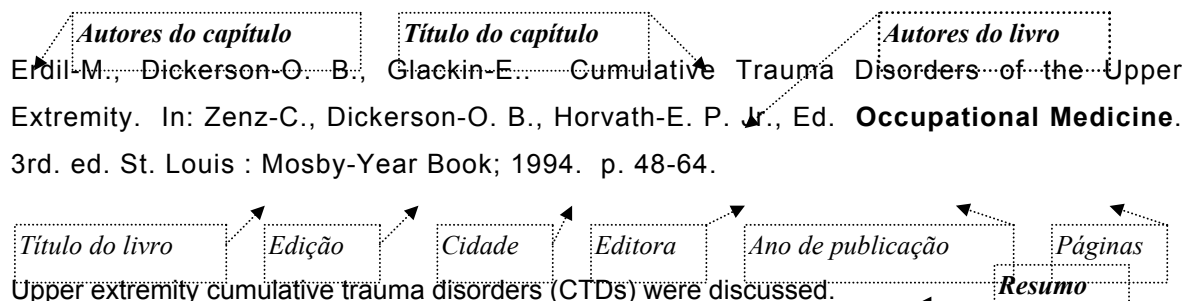 Autores do capítulo Título do capítulo Autores do livro
Erdil-M., Dickerson-O. B., Glackin-E.. Cumulative Trauma Disorders of the Upper
Extremity. In: Zenz-C., Dickerson-O. B., Horvath-E. P. Jr., Ed. Occupational Medicine.
3rd. ed. St. Louis : Mosby-Year Book; 1994. p. 48-64.
Título do livro Edição Cidade Editora Ano de publicação Páginas
Upper extremity cumulative trauma disorders (CTDs) were discussed.
Resumo